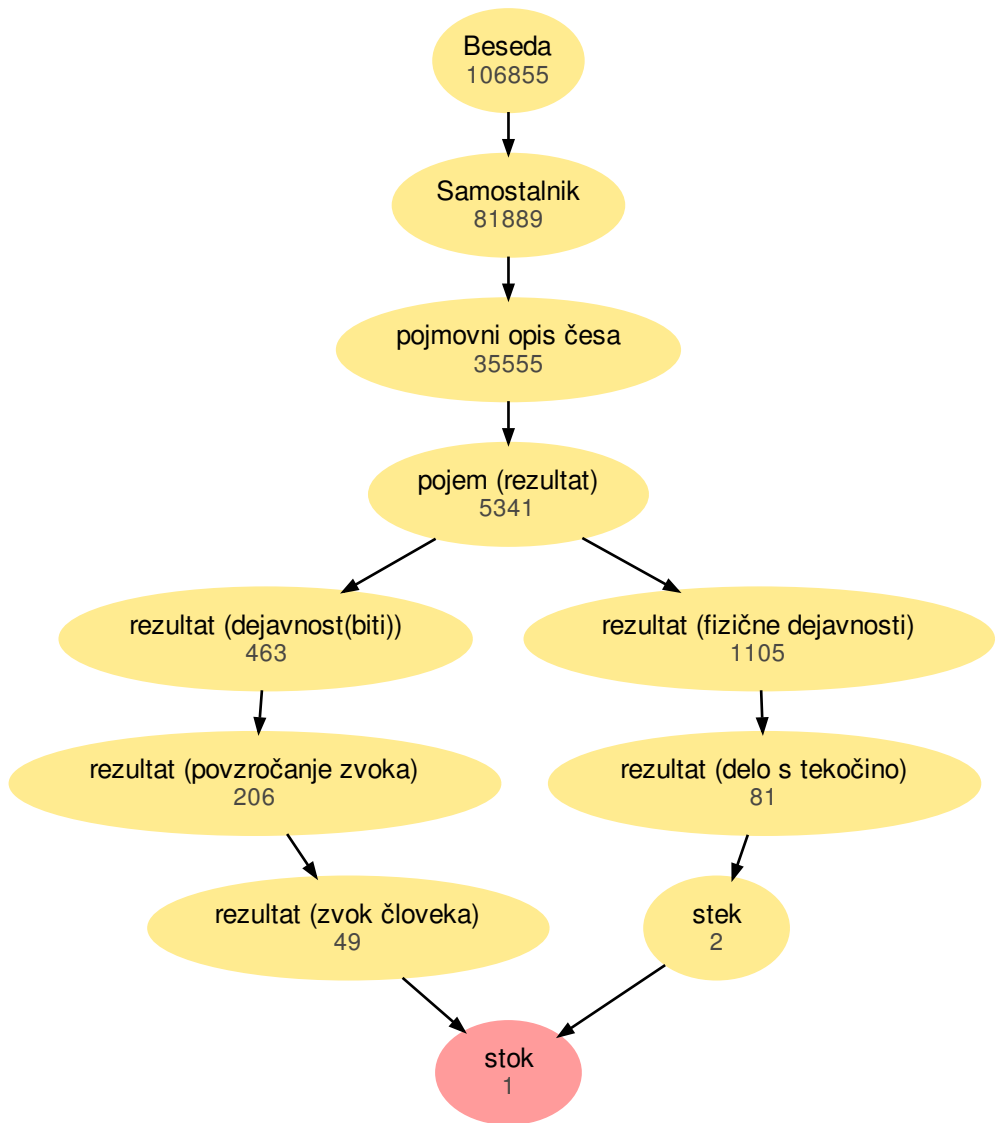 Beseda
106855
Samostalnik
81889
pojmovni opis česa
35555
pojem (rezultat)
5341
rezultat (dejavnost(biti))
463
rezultat (fizične dejavnosti)
1105
rezultat (povzročanje zvoka)
206
rezultat (delo s tekočino)
81
rezultat (zvok človeka)
49
stek
2
stok
1